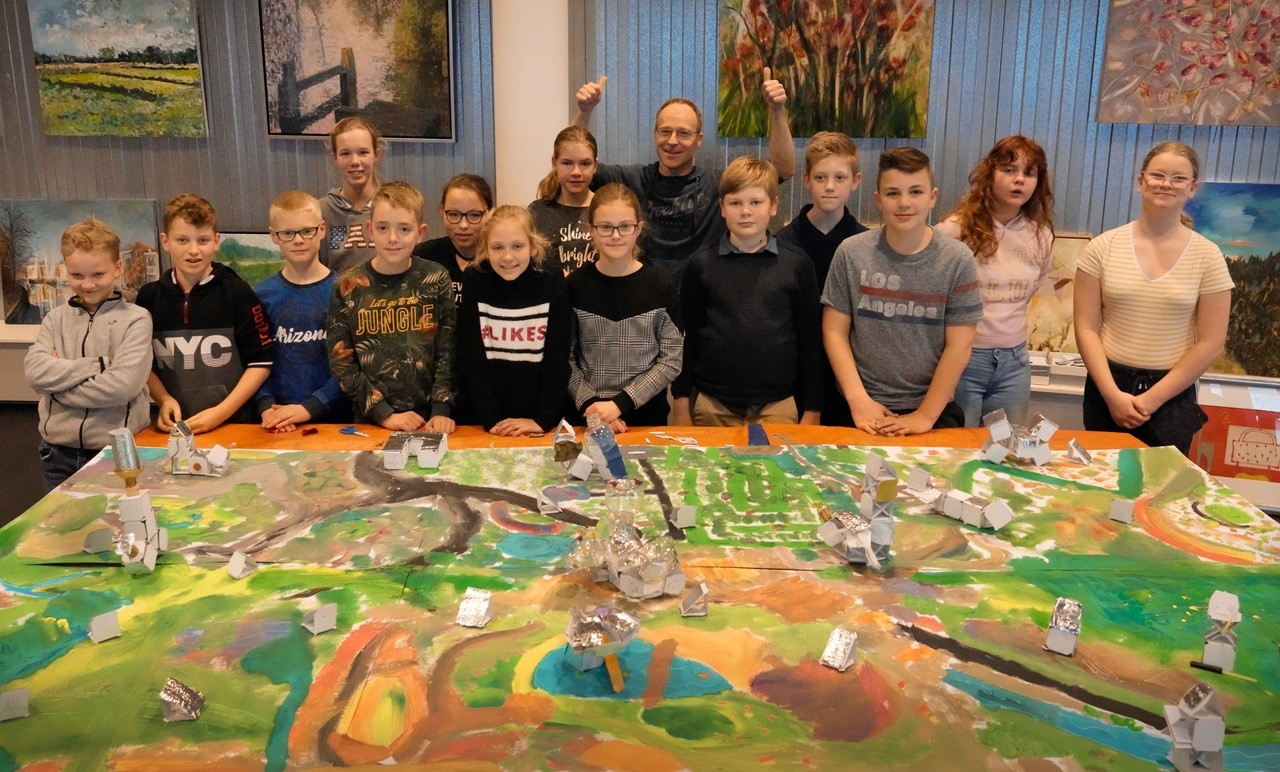 NYC
Arizona
Let's go to the
JUNGLE
#LIKES
Shine
bright
LOS
Angeles